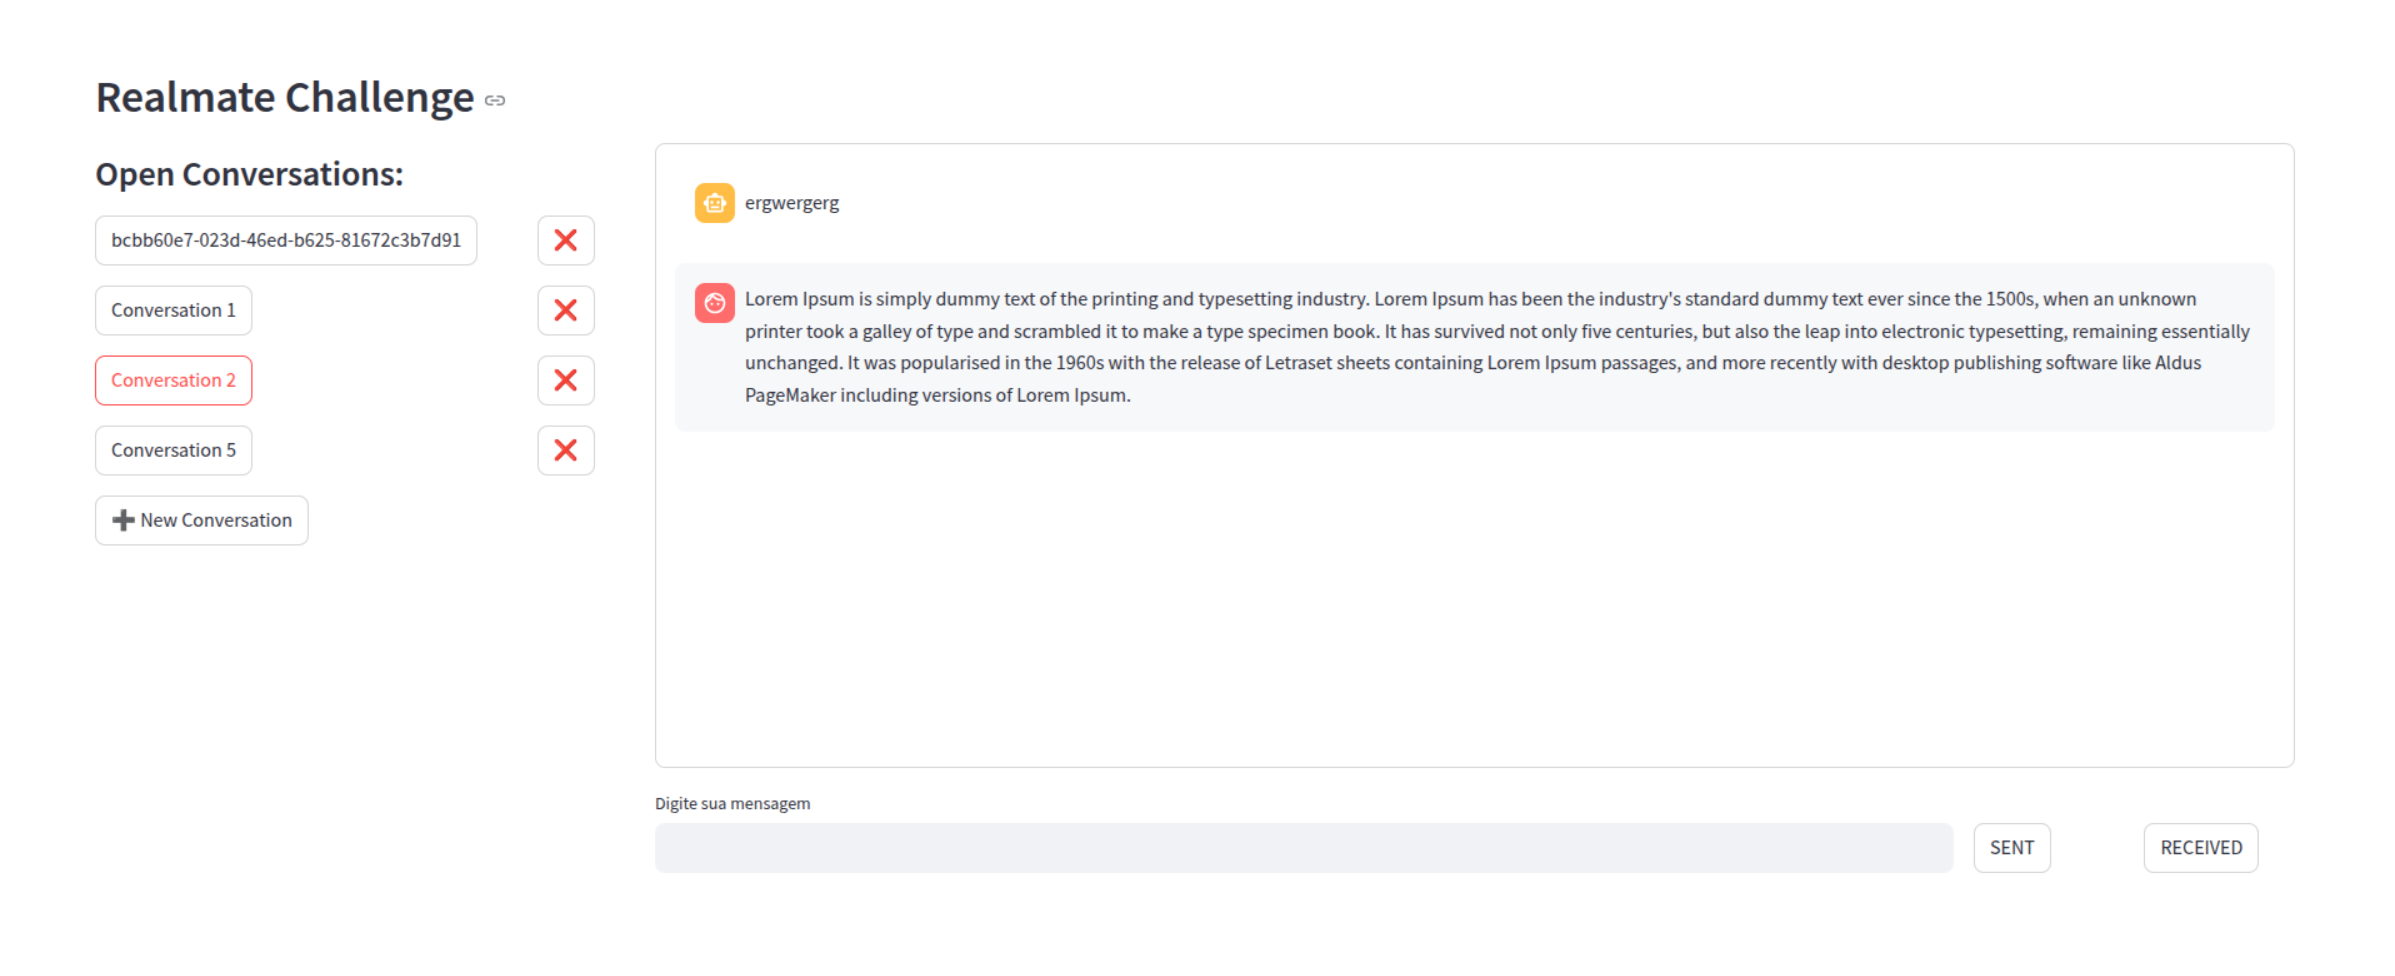 Realmate Challenge
Open Conversations:
bcbb60e7-023d-46ed-b625-81672c3b7d91
Conversation 1
Conversation 2
Conversation 5
New Conversation
ergwergerg
Lorem Ipsum is simply dummy text of the printing and typesetting industry. Lorem Ipsum has been the industry's standard dummy text ever since the 1500s, when an unknown
printer took a galley of type and scrambled it to make a type specimen book. It has survived not only five centuries, but also the leap into electronic typesetting, remaining essentially
unchanged. It was popularised in the 1960s with the release of Letraset sheets containing Lorem Ipsum passages, and more recently with desktop publishing software like Aldus
PageMaker including versions of Lorem Ipsum.
Digite sua mensagem
SENT
RECEIVED